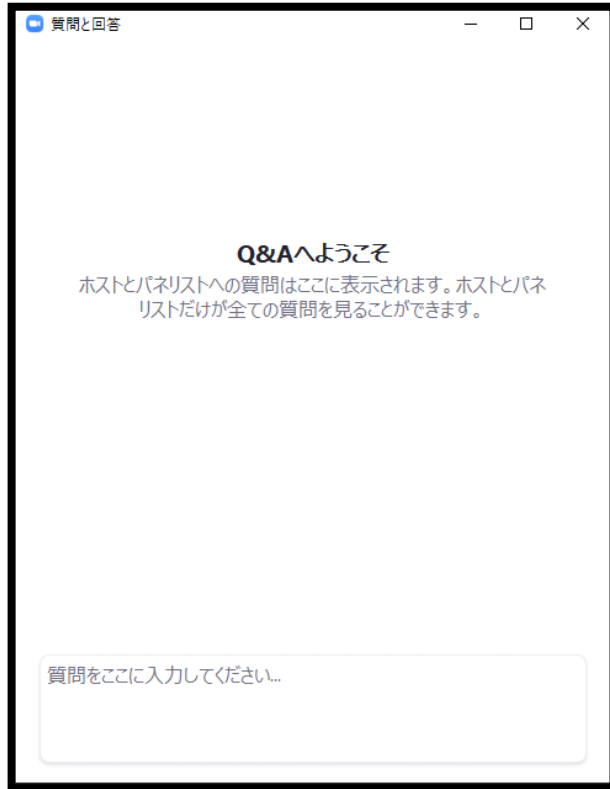 質問と回答
Q&Aへようこそ
ホストとパネリストへの質問はここに表示されます。ホストとパネ
リストだけが全ての質問を見ることができます。
質問をここに入力してください...